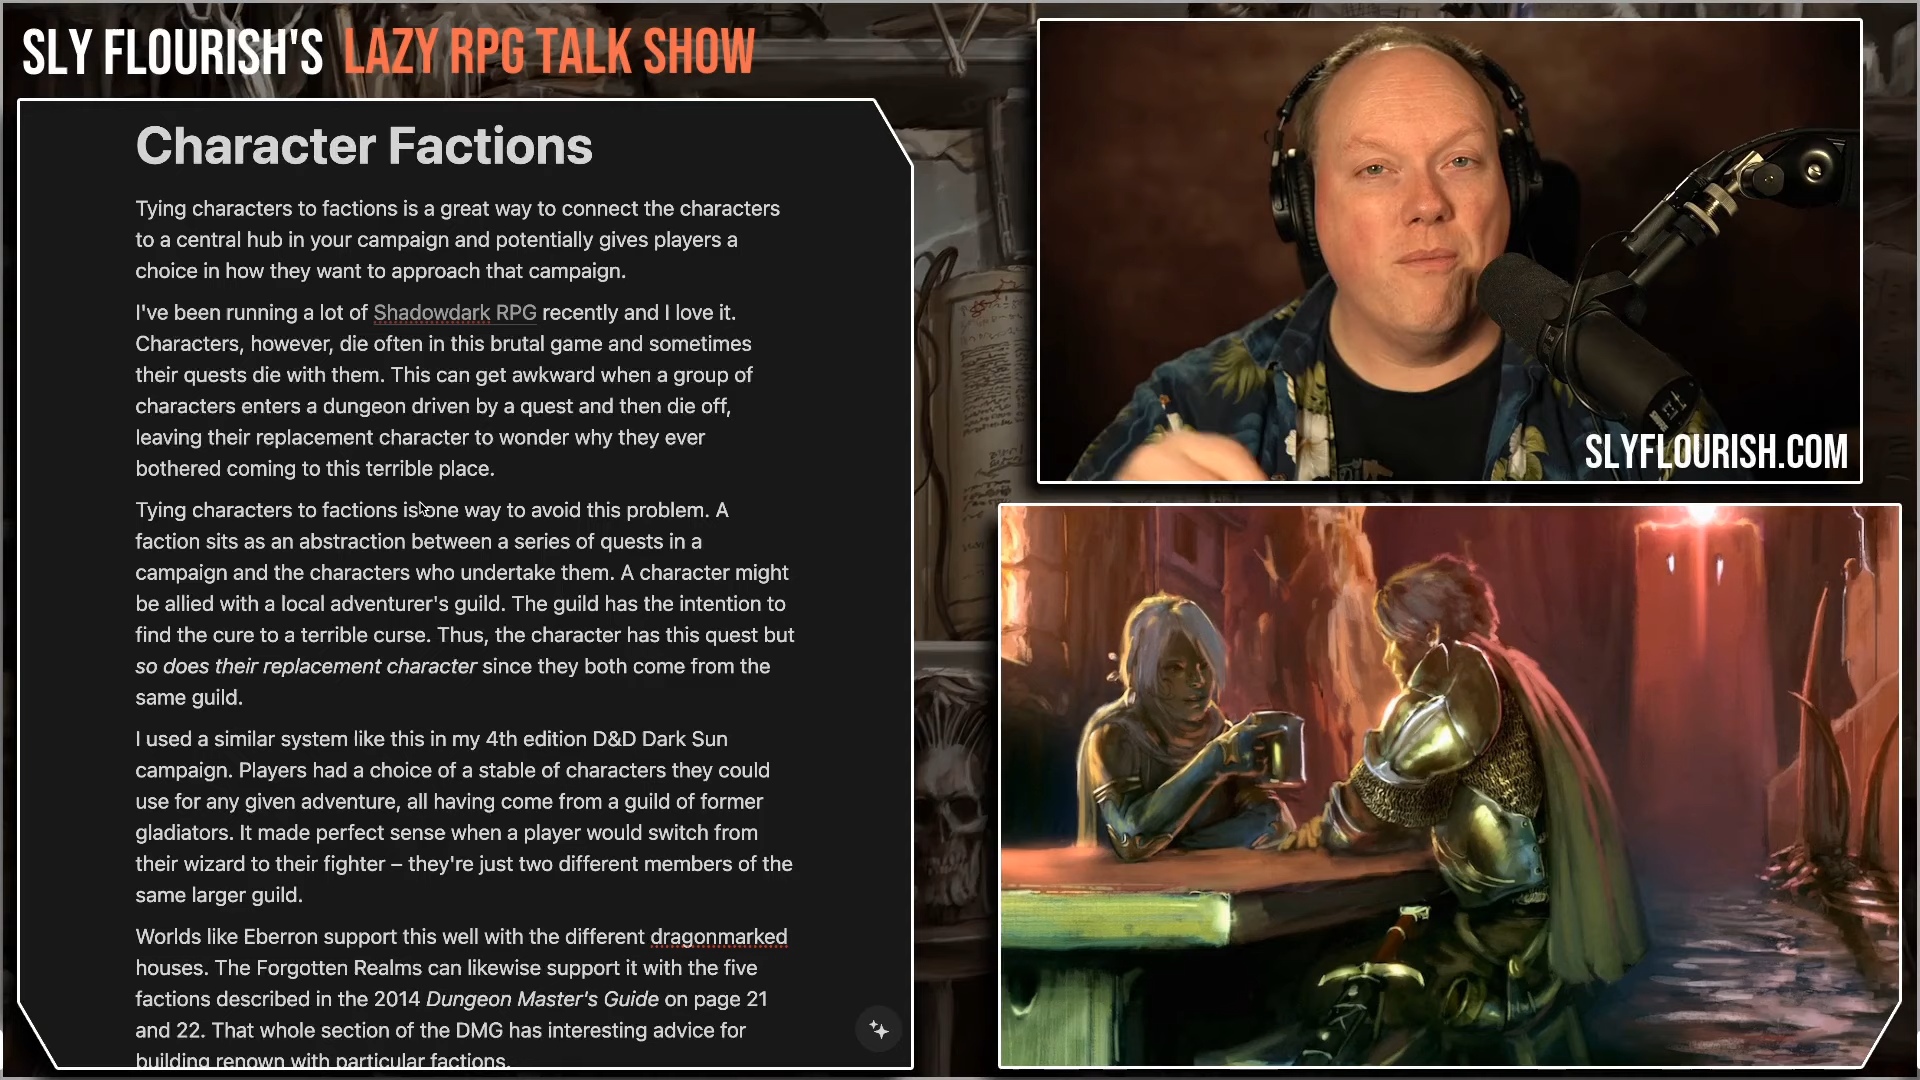 SLY FLOURISH'S LAZY RPG TALK SHOW
Character Factions
Tying characters to factions is a great way to connect the characters
to a central hub in your campaign and potentially gives players a
choice in how they want to approach that campaign.
I've been running a lot of Shadowdark RPG recently and I love it.
Characters, however, die often in this brutal game and sometimes
their quests die with them. This can get awkward when a group of
characters enters a dungeon driven by a quest and then die off,
leaving their replacement character to wonder why they ever
bothered coming to this terrible place.
Tying characters to factions is one way to avoid this problem. A
faction sits as an abstraction between a series of quests in a
campaign and the characters who undertake them. A character might
be allied with a local adventurer's guild. The guild has the intention to
find the cure to a terrible curse. Thus, the character has this quest but
so does their replacement character since they both come from the
same guild.
I used a similar system like this in my 4th edition D&D Dark Sun
campaign. Players had a choice of a stable of characters they could
use for any given adventure, all having come from a guild of former
gladiators. It made perfect sense when a player would switch from
their wizard to their fighter – they're just two different members of the
same larger guild.
Worlds like Eberron support this well with the different dragonmarked
houses. The Forgotten Realms can likewise support it with the five
factions described in the 2014 Dungeon Master's Guide on page 21
and 22. That whole section of the DMG has interesting advice for
building renown with particular factions.
SLYFLOURISH.COM